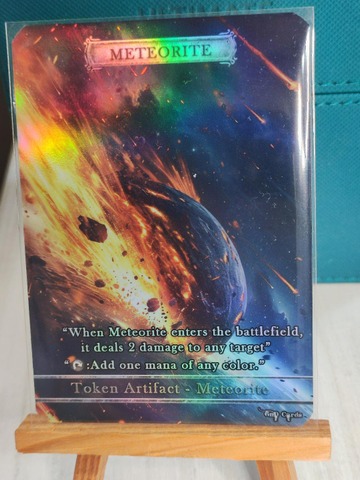 METEORITE
"When Meteorite enters the battlefield,
it deals 2 damage to any target"
" :Add one mana of any color."
Token Artifact - Meteorite
Cards